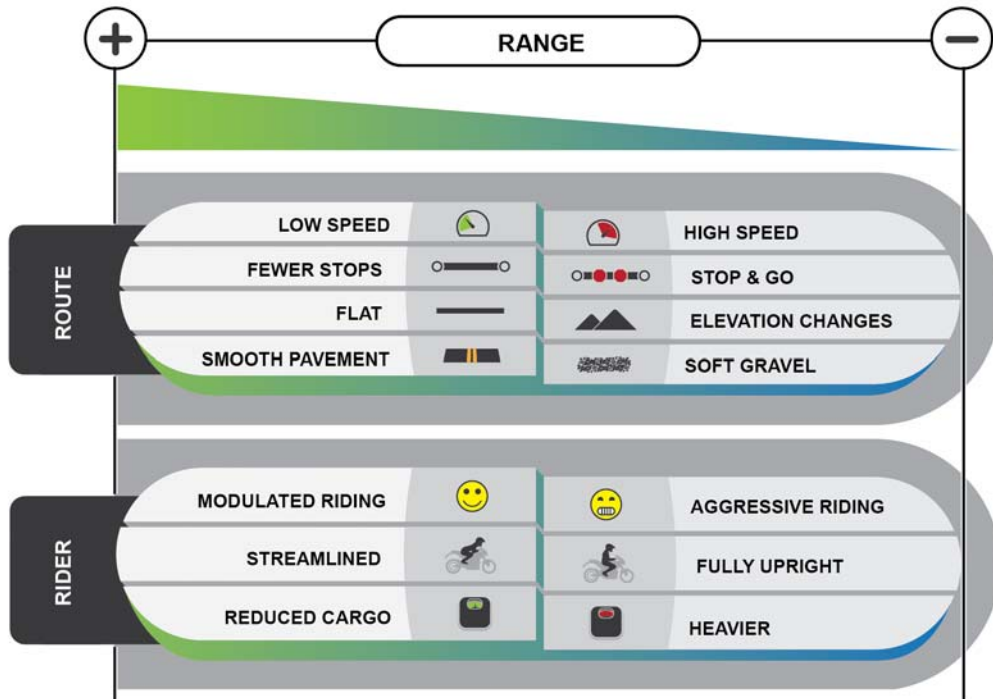 RANGE
ROUTE
LOW SPEED
HIGH SPEED
FEWER STOPS
STOP & GO
FLAT
ELEVATION CHANGES
SMOOTH PAVEMENT
SOFT GRAVEL
RIDER
MODULATED RIDING
AGGRESSIVE RIDING
STREAMLINED
FULLY UPRIGHT
REDUCED CARGO
HEAVIER